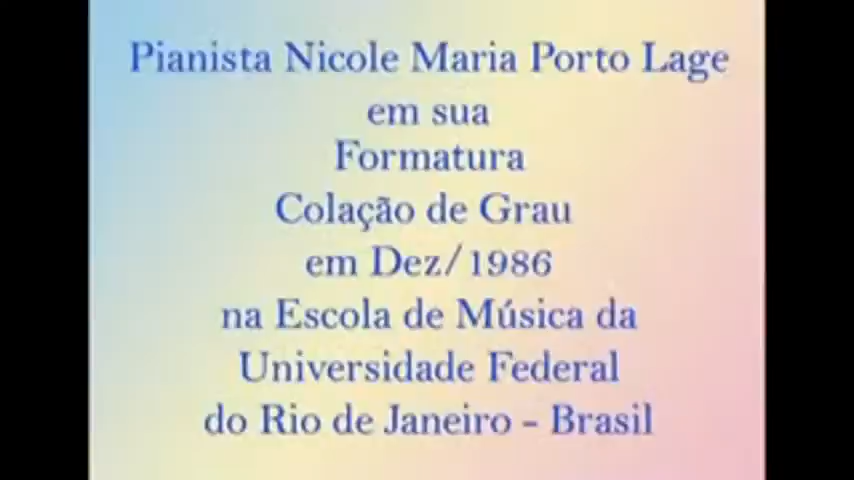 Pianista Nicole Maria Porto Lage
em sua
Formatura
Colação de Grau
em Dez/1986
na Escola de Música da
Universidade Federal
do Rio de Janeiro - Brasil